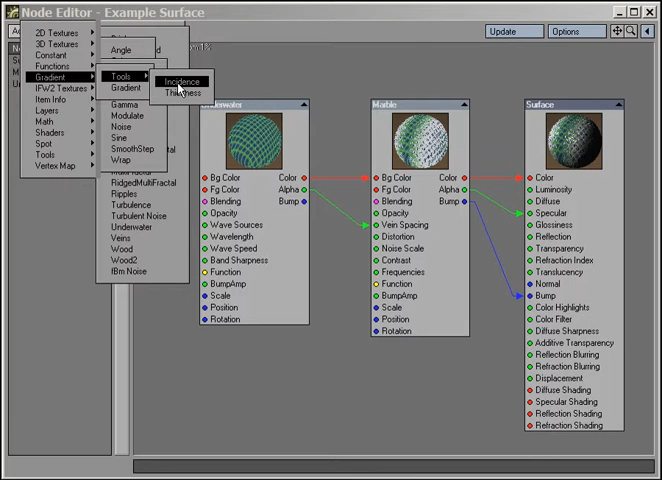 Node Editor - Example Surface
Update
Options
2D Textures
3D Textures
Constant
Functions
Gradient
IFW2 Textures
Item Info
Layers
Math
Shaders
Spot
Tools
Vertex Map
Angle
Tools
Gradient
Gamma
Modulate
Noise
Sine
SmoothStep
Wrap
Incidence
Thickness
RidgedMultiFractal
Ripples
Turbulence
Turbulent Noise
Underwater
Veins
Wood
Wood2
fBm Noise
Bg Color
Color
Fg Color
Alpha
Blending
Bump
Opacity
Wave Sources
Wavelength
Wave Speed
Band Sharpness
Function
BumpAmp
Scale
Position
Rotation
Marble
Bg Color
Color
Fg Color
Alpha
Blending
Bump
Opacity
Vein Spacing
Distortion
Noise Scale
Contrast
Frequencies
Function
BumpAmp
Scale
Position
Rotation
Surface
Color
Luminosity
Diffuse
Specular
Glossiness
Reflection
Transparency
Refraction Index
Translucency
Normal
Bump
Color Highlights
Color Filter
Diffuse Sharpness
Additive Transparency
Reflection Blurring
Refraction Blurring
Displacement
Diffuse Shading
Specular Shading
Reflection Shading
Refraction Shading